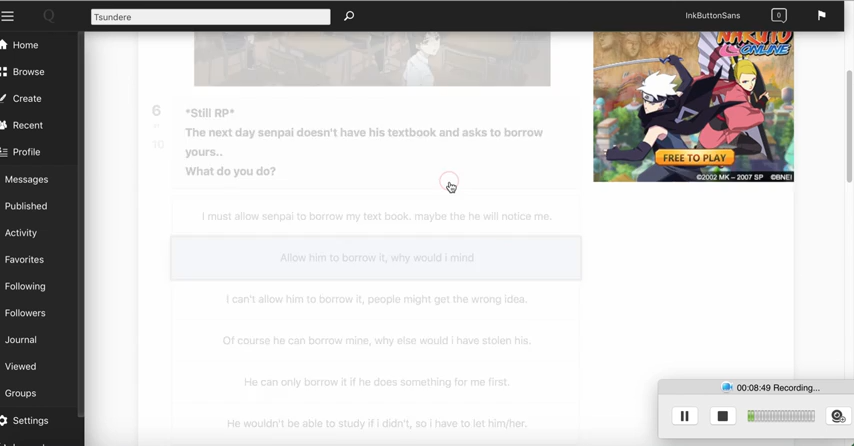 Q
Tsundere
InkButtonSans
0
Home
Browse
Create
Recent
Profile
Messages
Published
Activity
Favorites
Following
Followers
Journal
Viewed
Groups
Settings
6
10
*Still RP*
The next day senpai doesn't have his textbook and asks to borrow
yours..
What do you do?
I must allow senpai to borrow my text book. maybe the he will notice me.
Allow him to borrow it, why would i mind
I can't allow him to borrow it, people might get the wrong idea.
Of course he can borrow mine, why else would i have stolen his.
He can only borrow it if he does something for me first.
He wouldn't be able to study if i didn't, so i have to let him/her.
NARUTO
ONLINE
FREE TO PLAY
©2002 MK – 2007 SP ©BNEI
00:08:49 Recording...